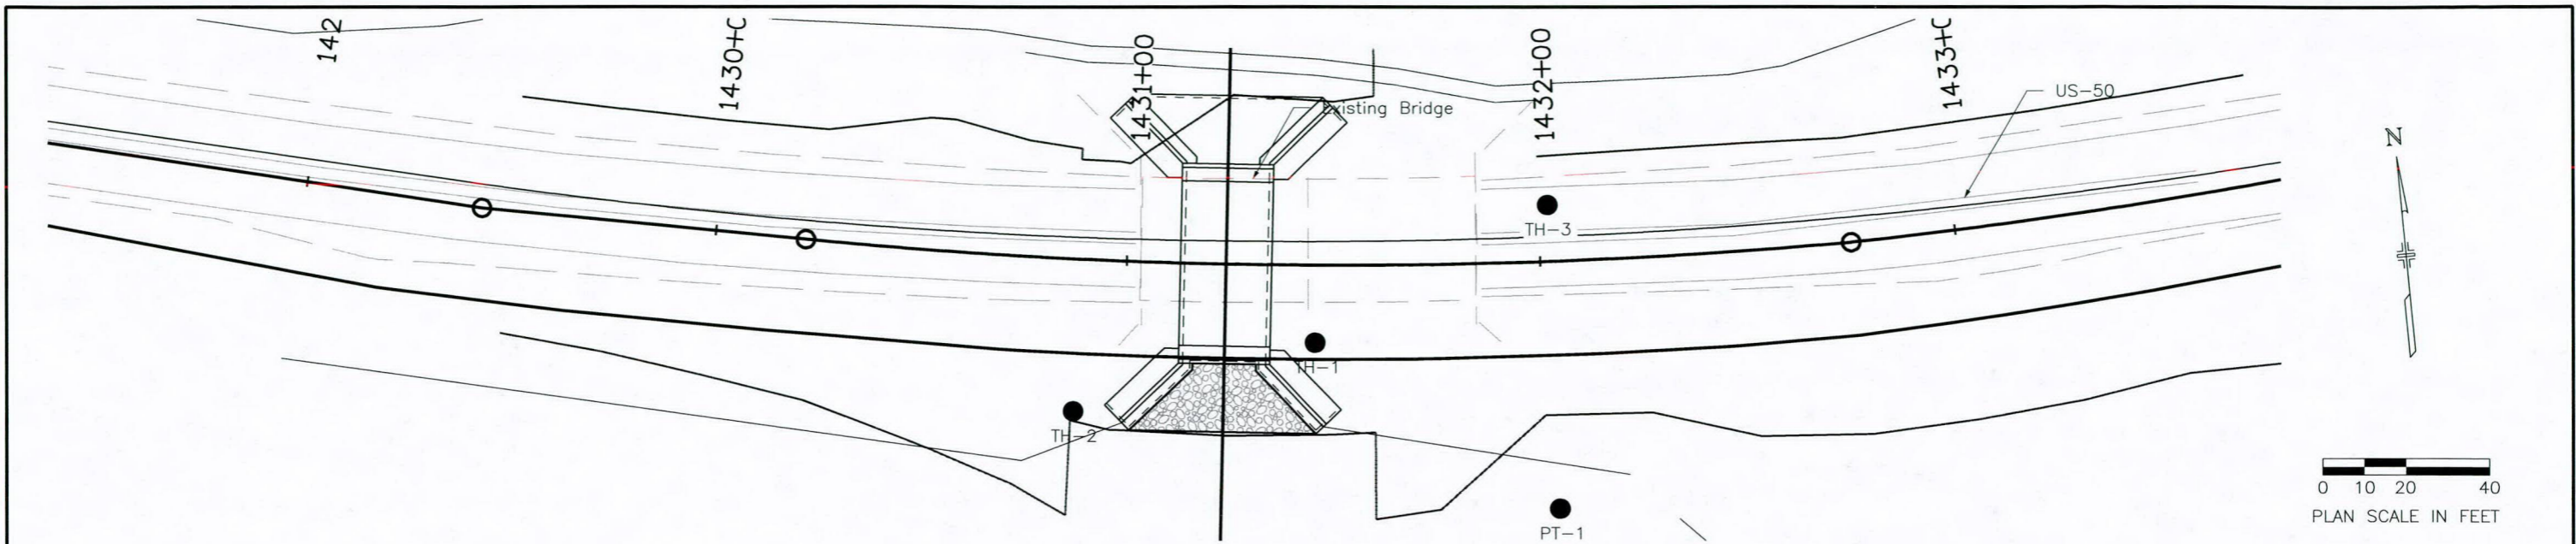 142
1430+C
1431+00
1432+00
1433+C
US-50
Existing Bridge
N
TH-3
TH-1
TH-2
PT-1
0 10 20 40
PLAN SCALE IN FEET